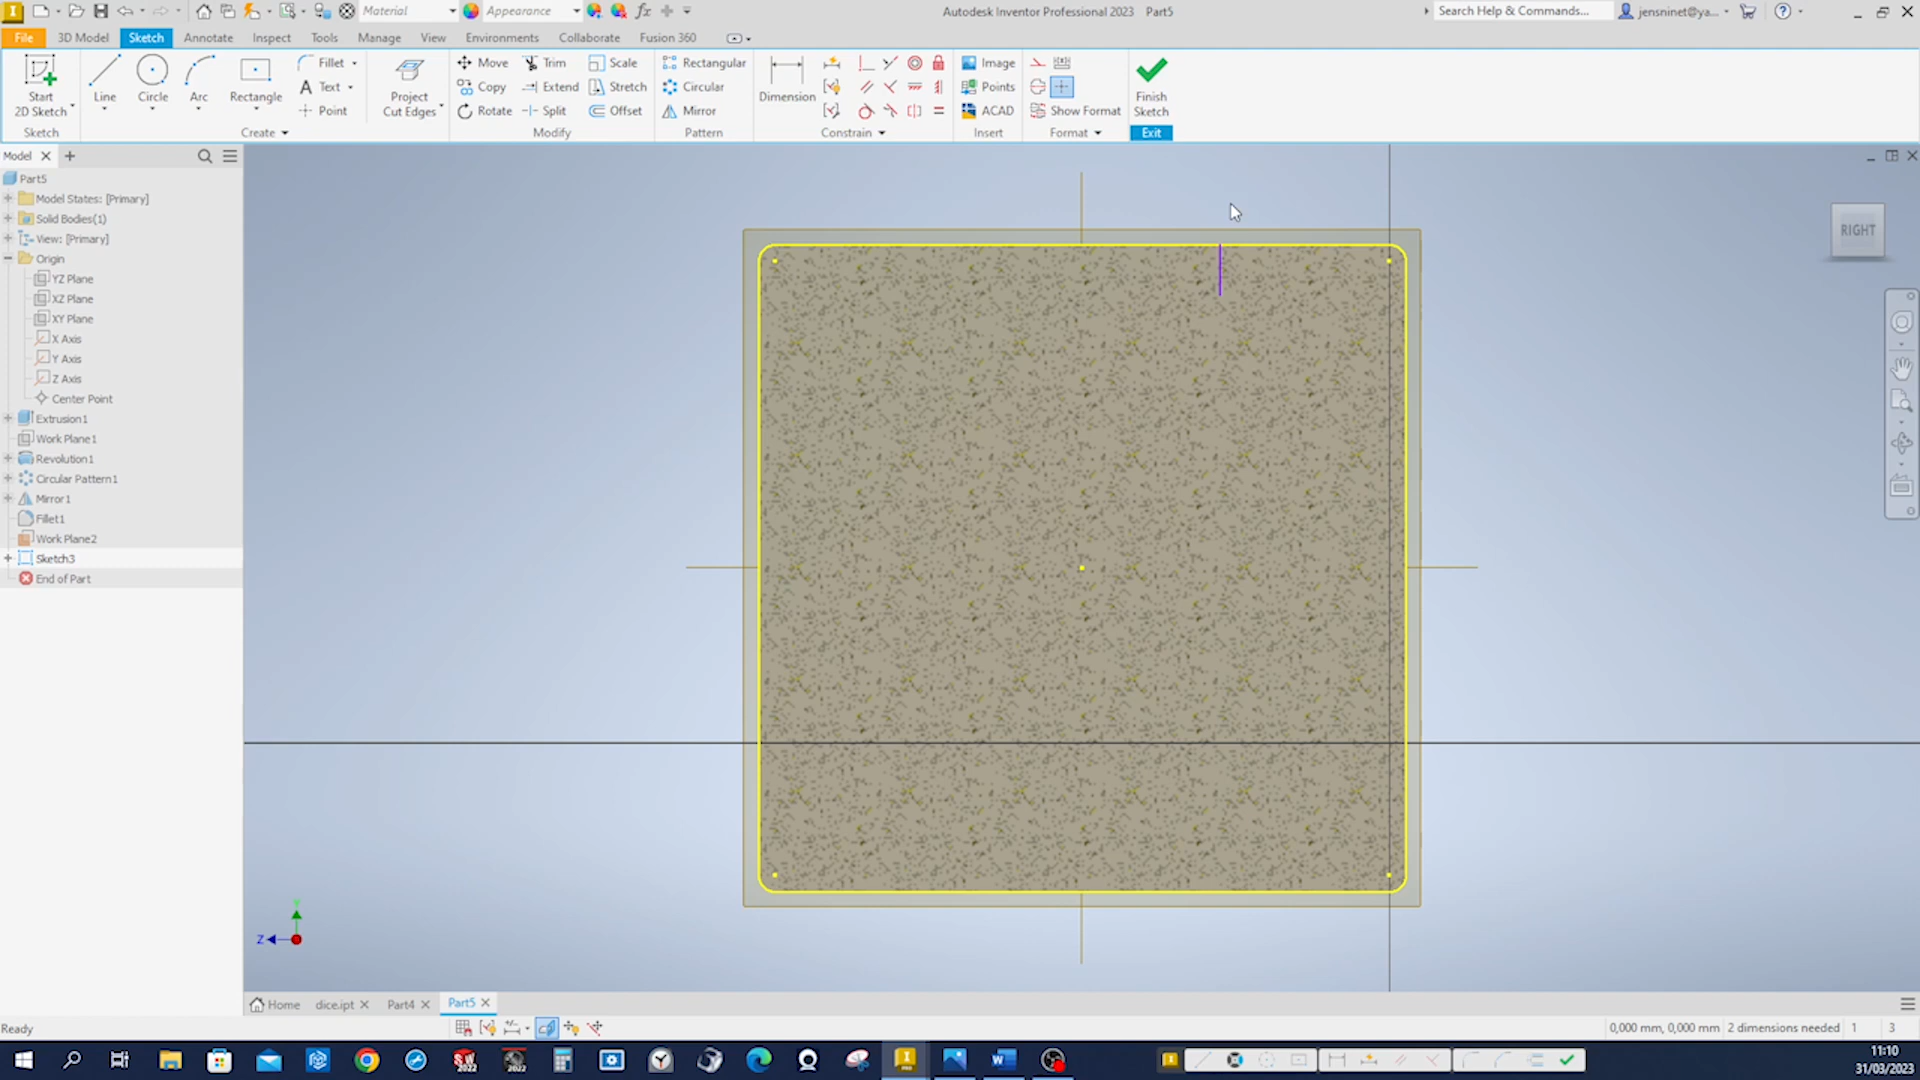 Material
Appearance
fx
Autodesk Inventor Professional 2023 Part5
Search Help & Commands...
jensninet@ya...
File
3D Model
Sketch
Annotate
Inspect
Tools
Manage
View
Environments
Collaborate
Fusion 360
Start
2D Sketch
Line
Circle
Arc
Rectangle
Fillet
Text
Point
Project
Cut Edges
Move
Copy
Rotate
Trim
Extend
Split
Scale
Stretch
Offset
Rectangular
Circular
Mirror
Dimension
Image
Points
ACAD
Show Format
Finish
Sketch
Sketch
Create
Modify
Pattern
Constrain
Insert
Format
Exit
Model
Part5
Model States: [Primary]
Solid Bodies(1)
View: [Primary]
Origin
YZ Plane
XZ Plane
XY Plane
X Axis
Y Axis
Z Axis
Center Point
Extrusion1
Work Plane1
Revolution1
Circular Pattern1
Mirror1
Fillet1
Work Plane2
Sketch3
End of Part
RIGHT
Z
Home
dice.ipt
Part4
Part5
Ready
0,000 mm, 0,000 mm
2 dimensions needed
1
3
11:10
31/03/2023